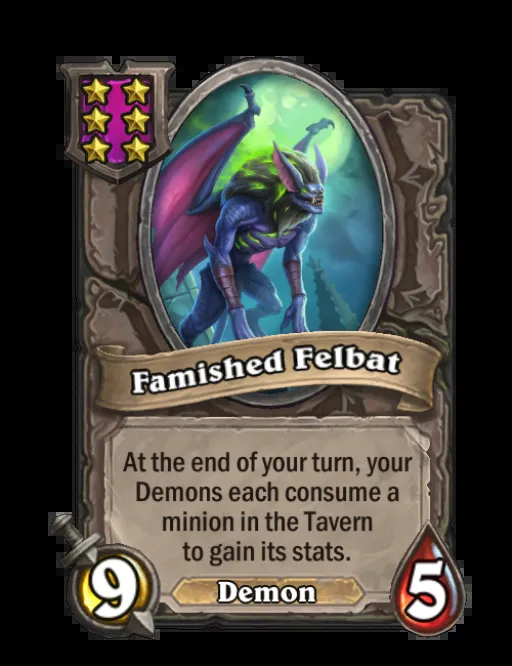 Famished Felbat
At the end of your turn, your
Demons each consume a
minion in the Tavern
to gain its stats.
9
Demon
5